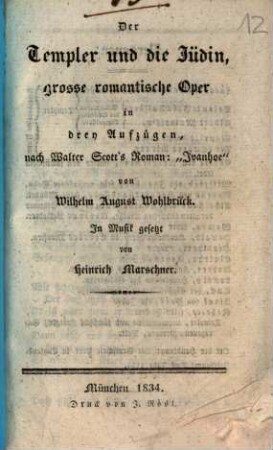 12
Der
Templer und die Jüdin,
grosse romantische Oper
in
drey Aufzügen,
nach Walter Scott's Roman: „Ivanhoe"
von
Wilhelm August Wohlbrück.
In Musik gesetzt
von
Heinrich Marschner.
München 1834.
Druck von J. Rösl.